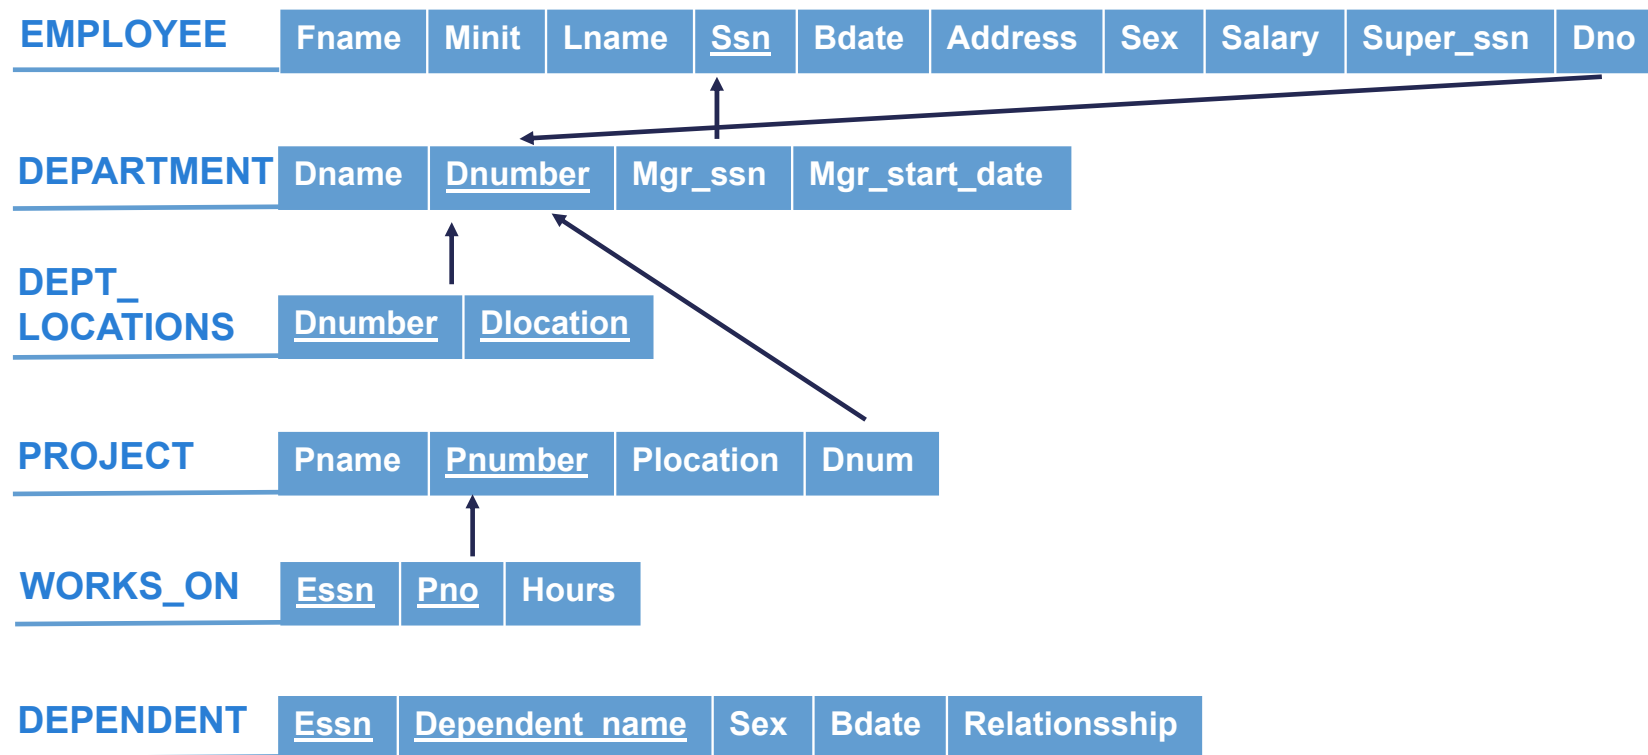 EMPLOYEE Fname Minit Lname Ssn Bdate Address Sex Salary Super_ssn Dno
DEPARTMENT Dname Dnumber Mgr_ssn Mgr_start_date
DEPT_
LOCATIONS
Dnumber Dlocation
PROJECT Pname Pnumber Plocation Dnum
WORKS_ON Essn Pno Hours
DEPENDENT Essn Dependent_name Sex Bdate Relationsship